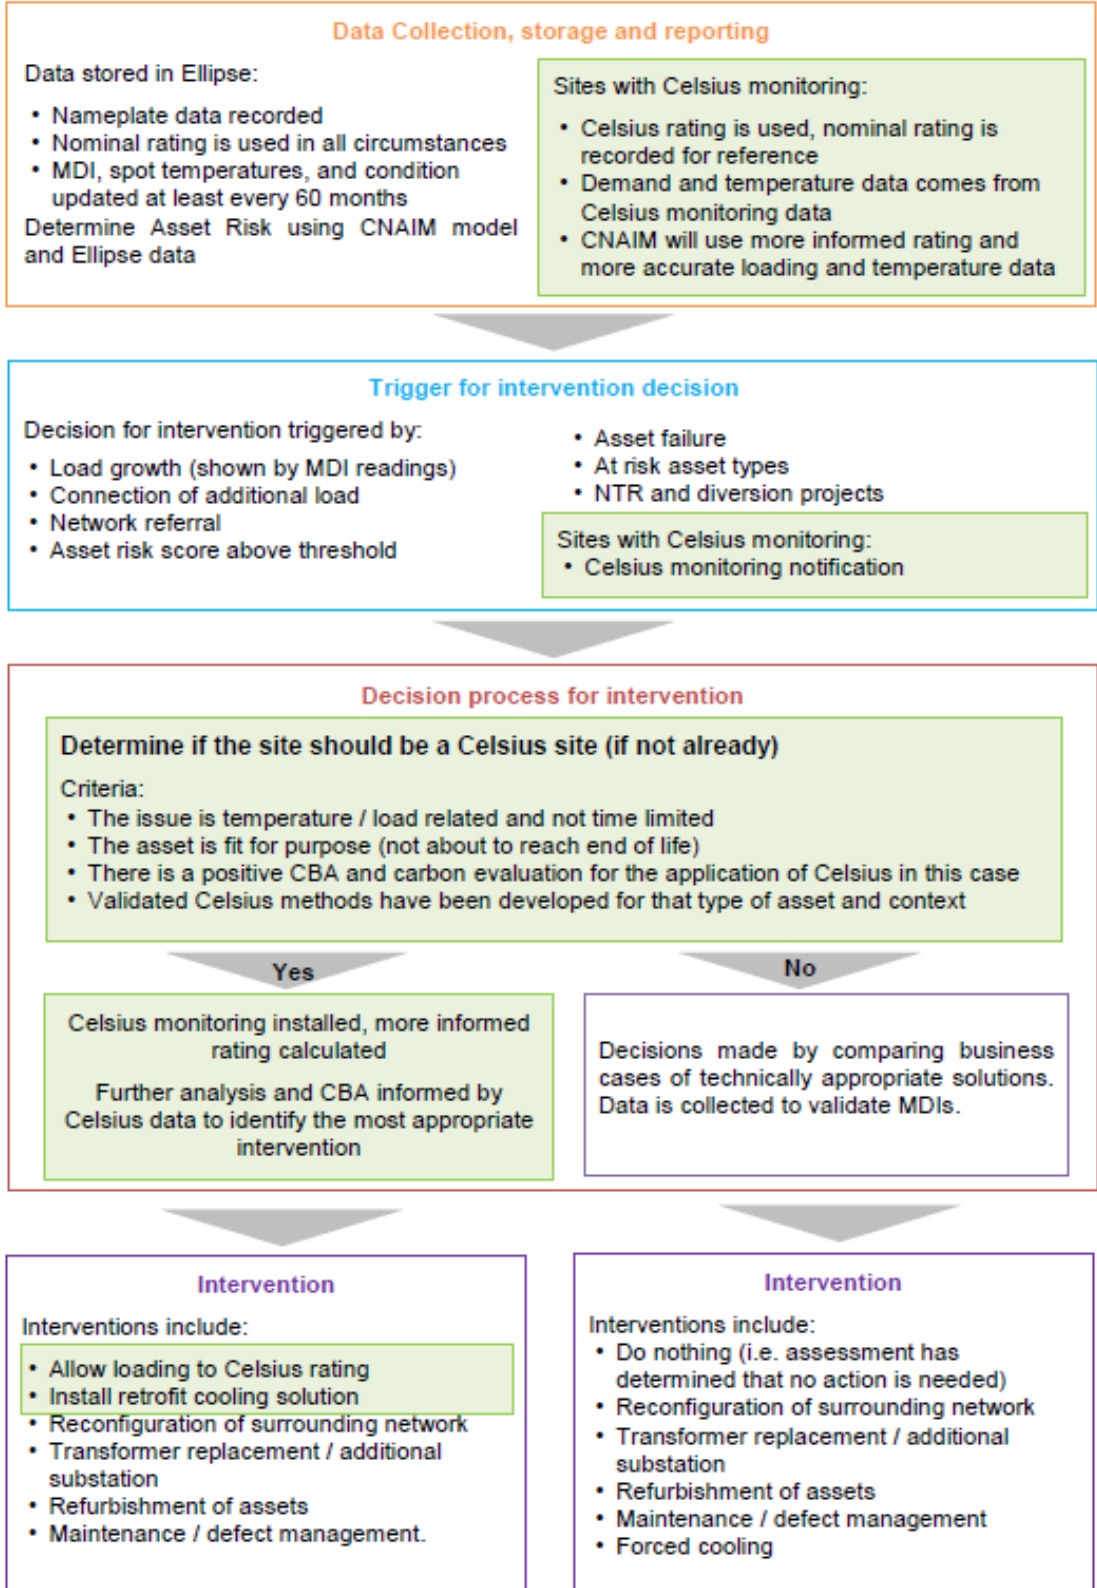 Data Collection, storage and reporting
Data stored in Ellipse:
• Nameplate data recorded
• Nominal rating is used in all circumstances
• MDI, spot temperatures, and condition
updated at least every 60 months
Determine Asset Risk using CNAIM model
and Ellipse data
Sites with Celsius monitoring:
• Celsius rating is used, nominal rating is
recorded for reference
• Demand and temperature data comes from
Celsius monitoring data
• CNAIM will use more informed rating and
more accurate loading and temperature data
Trigger for intervention decision
Decision for intervention triggered by:
• Load growth (shown by MDI readings)
• Connection of additional load
• Network referral
• Asset risk score above threshold
• Asset failure
• At risk asset types
• NTR and diversion projects
Sites with Celsius monitoring:
• Celsius monitoring notification
Decision process for intervention
Determine if the site should be a Celsius site (if not already)
Criteria:
• The issue is temperature / load related and not time limited
• The asset is fit for purpose (not about to reach end of life)
• There is a positive CBA and carbon evaluation for the application of Celsius in this case
• Validated Celsius methods have been developed for that type of asset and context
Yes
No
Celsius monitoring installed, more informed
rating calculated
Further analysis and CBA informed by
Celsius data to identify the most appropriate
intervention
Decisions made by comparing business
cases of technically appropriate solutions.
Data is collected to validate MDIs.
Intervention
Interventions include:
• Allow loading to Celsius rating
• Install retrofit cooling solution
• Reconfiguration of surrounding network
• Transformer replacement / additional
substation
• Refurbishment of assets
• Maintenance / defect management.
Intervention
Interventions include:
• Do nothing (i.e. assessment has
determined that no action is needed)
• Reconfiguration of surrounding network
• Transformer replacement / additional
substation
• Refurbishment of assets
• Maintenance / defect management
• Forced cooling